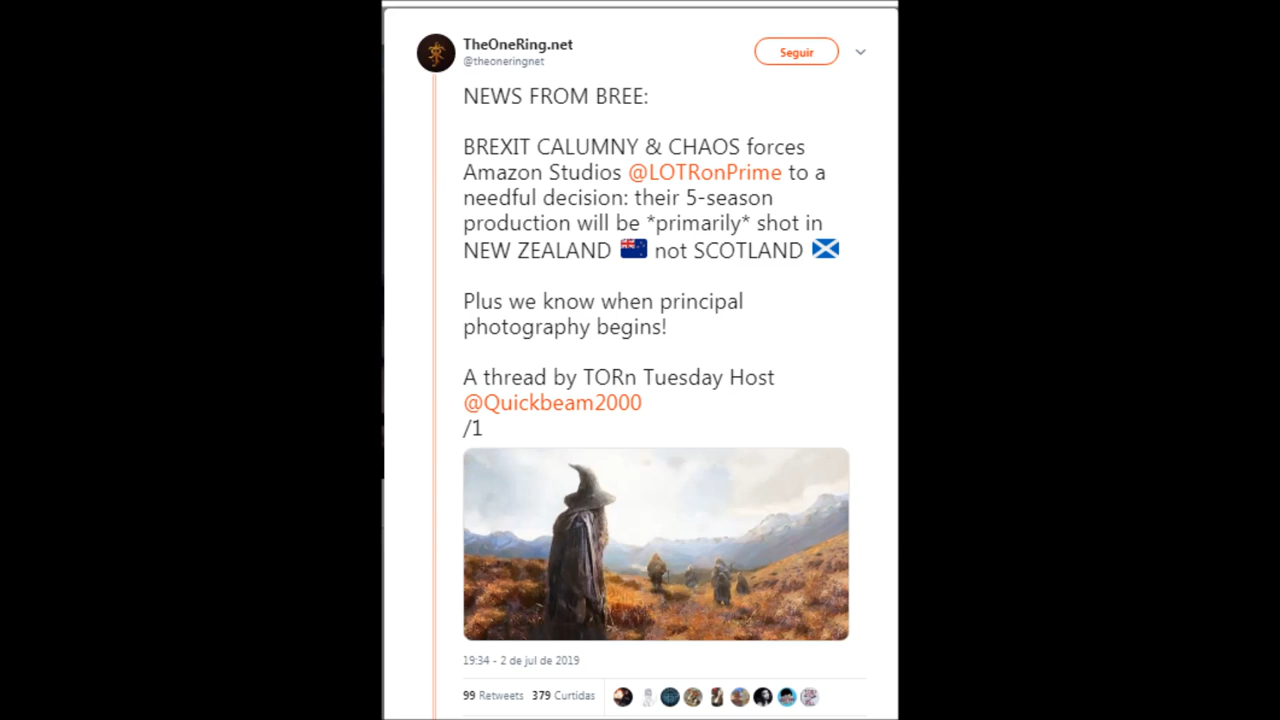 TheOneRing.net
@theoneringnet
Seguir
NEWS FROM BREE:
BREXIT CALUMNY & CHAOS forces
Amazon Studios @LOTRonPrime to a
needful decision: their 5-season
production will be *primarily* shot in
NEW ZEALAND not SCOTLAND
Plus we know when principal
photography begins!
A thread by TORn Tuesday Host
@Quickbeam2000
/1
19:34 - 2 de jul de 2019
99 Retweets 379 Curtidas